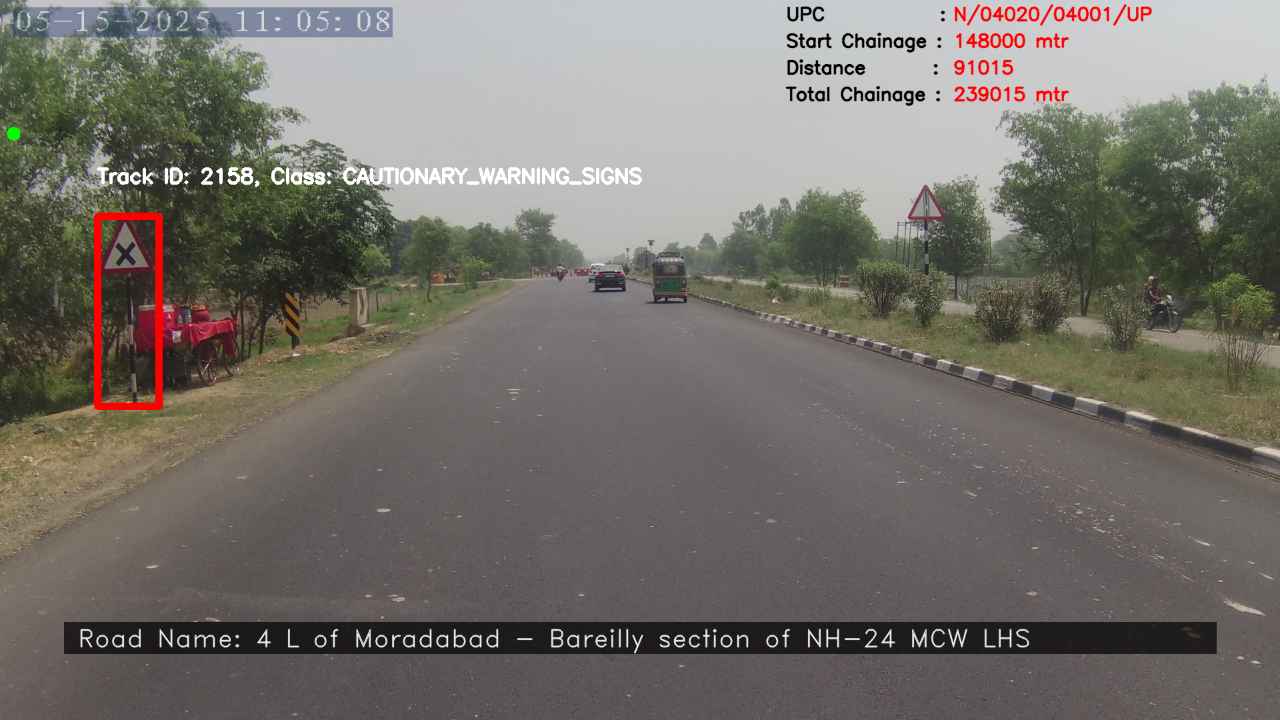 05-15-2025 11:05:08
UPC : N/04020/04001/UP
Start Chainage : 148000 mtr
Distance : 91015
Total Chainage : 239015 mtr
Track ID: 2158, Class: CAUTIONARY_WARNING_SIGNS
Road Name: 4 L of Moradabad - Bareilly section of NH-24 MCW LHS